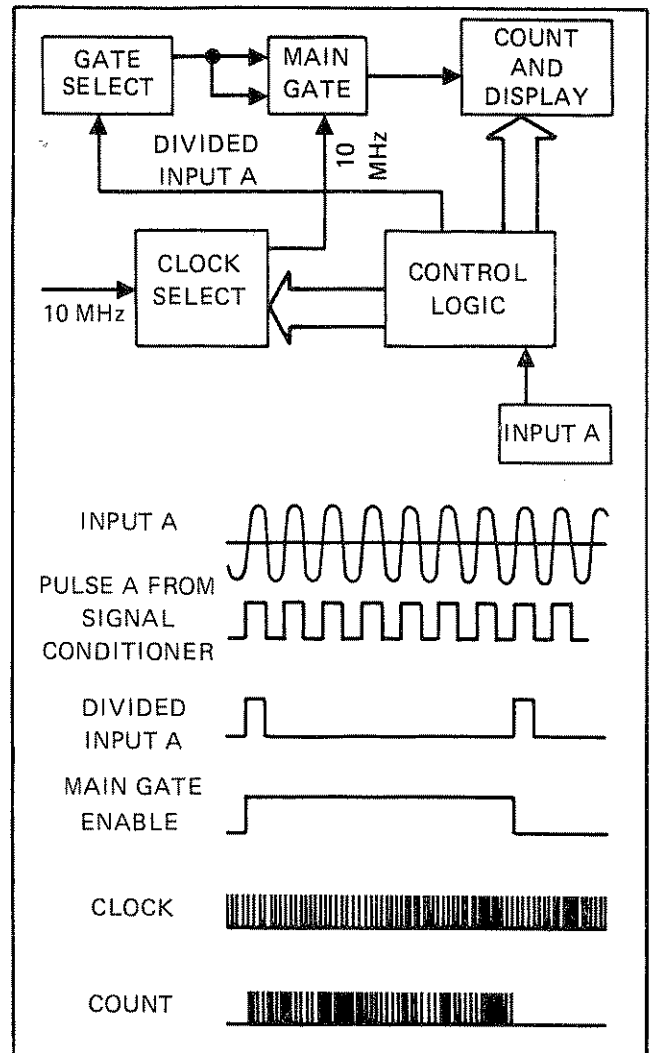 GATE
SELECT
MAIN
GATE
COUNT
AND
DISPLAY
DIVIDED
INPUT A
10
MHz
CLOCK
SELECT
10 MHz
CONTROL
LOGIC
INPUT A
INPUT A
PULSE A FROM
SIGNAL
CONDITIONER
DIVIDED
INPUT A
MAIN GATE
ENABLE
CLOCK
COUNT